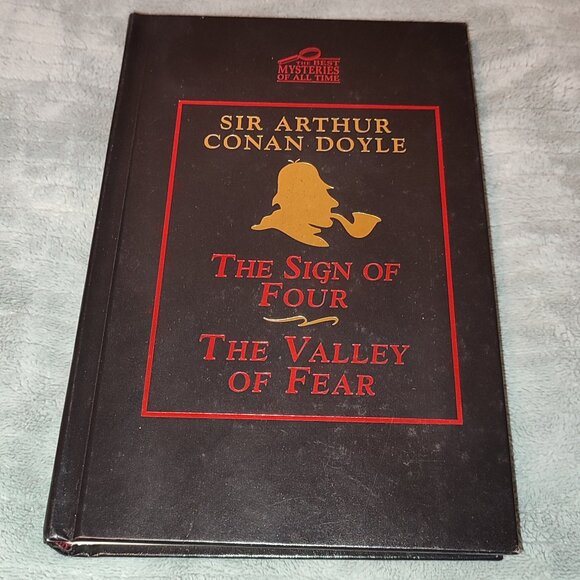 THE BEST
MYSTERIES
OF ALL TIME
SIR ARTHUR
CONAN DOYLE
THE SIGN OF
FOUR
THE VALLEY
OF FEAR